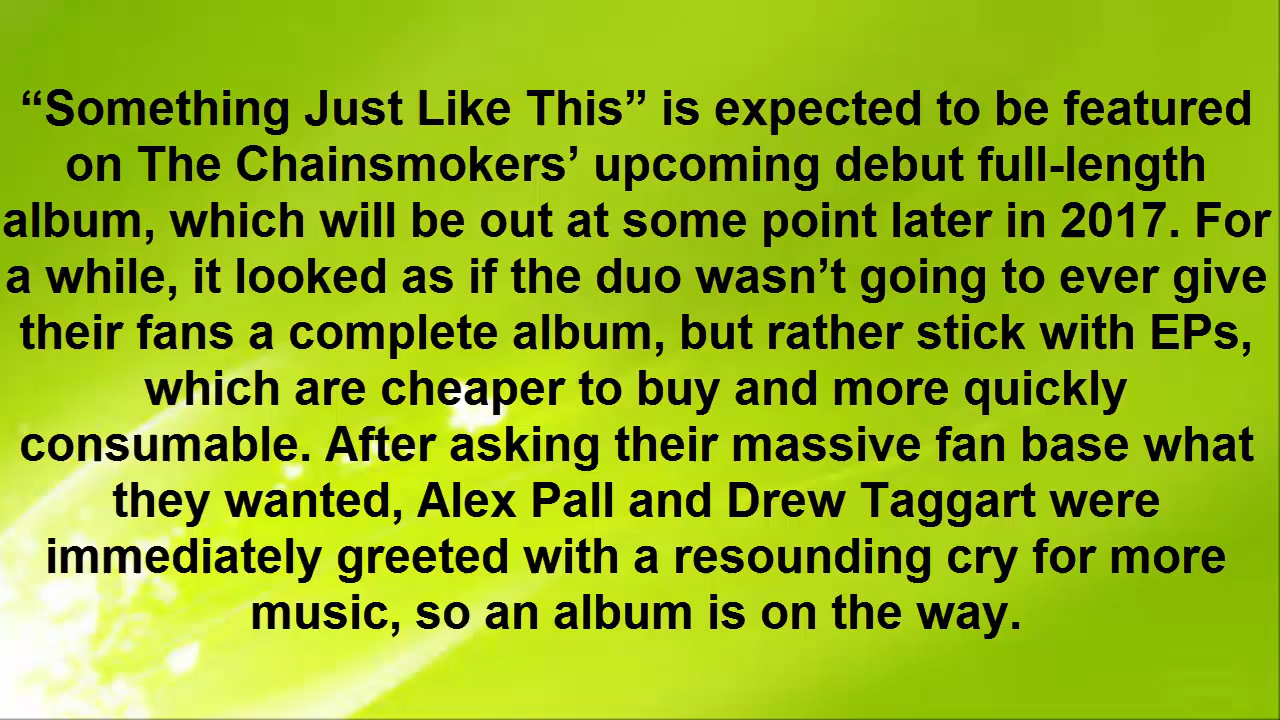 “Something Just Like This” is expected to be featured
on The Chainsmokers’ upcoming debut full-length
album, which will be out at some point later in 2017. For
a while, it looked as if the duo wasn’t going to ever give
their fans a complete album, but rather stick with EPs,
which are cheaper to buy and more quickly
consumable. After asking their massive fan base what
they wanted, Alex Pall and Drew Taggart were
immediately greeted with a resounding cry for more
music, so an album is on the way.